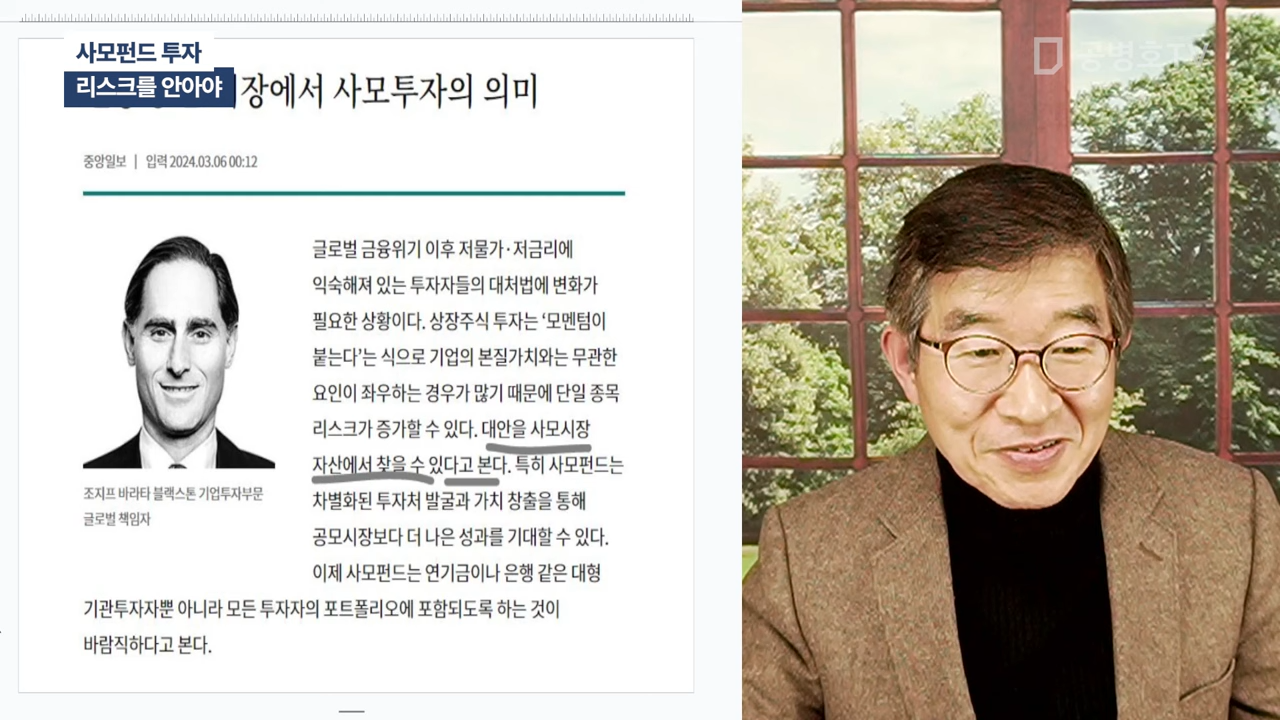 사모펀드 투자
리스크를 안아야
장에서 사모투자의 의미
공병호TV
중앙일보 | 입력 2024.03.06 00:12
글로벌 금융위기 이후 저물가·저금리에
익숙해져 있는 투자자들의 대처법에 변화가
필요한 상황이다. 상장주식 투자는 ‘모멘텀이
붙는다’는 식으로 기업의 본질가치와는 무관한
요인이 좌우하는 경우가 많기 때문에 단일 종목
리스크가 증가할 수 있다. 대안을 사모시장
자산에서 찾을 수 있다고 본다. 특히 사모펀드는
차별화된 투자처 발굴과 가치 창출을 통해
공모시장보다 더 나은 성과를 기대할 수 있다.
이제 사모펀드는 연기금이나 은행 같은 대형
기관투자자뿐 아니라 모든 투자자의 포트폴리오에 포함되도록 하는 것이
바람직하다고 본다.
조지프 바라타 블랙스톤 기업투자부문
글로벌 책임자